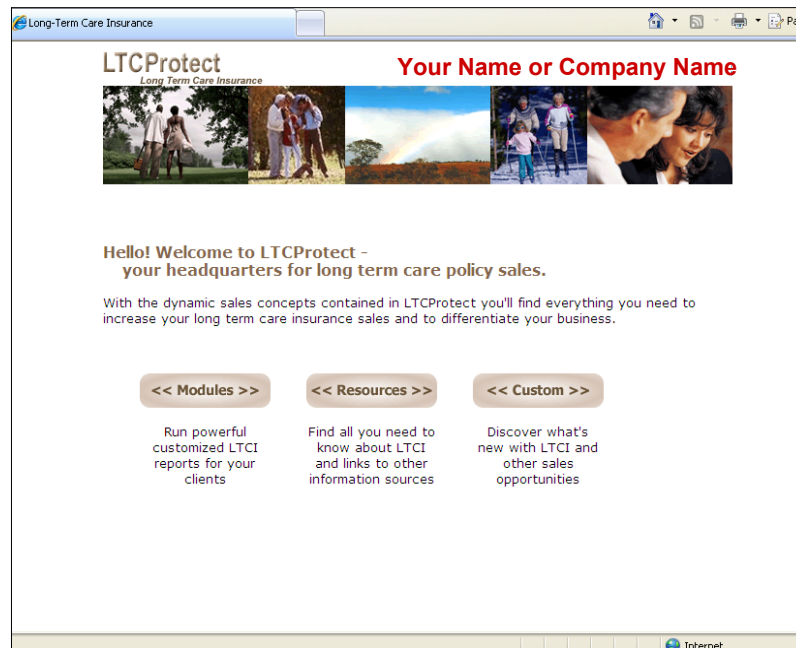 Long-Term Care Insurance
Pa
LTCProtect
Long Term Care Insurance
Your Name or Company Name
Hello! Welcome to LTCProtect -
your headquarters for long term care policy sales.
With the dynamic sales concepts contained in LTCProtect you'll find everything you need to
increase your long term care insurance sales and to differentiate your business.
<< Modules >> << Resources >> << Custom >>
Run powerful
customized LTCI
reports for your
clients
Find all you need to
know about LTCI
and links to other
information sources
Discover what's
new with LTCI and
other sales
opportunities
Internet